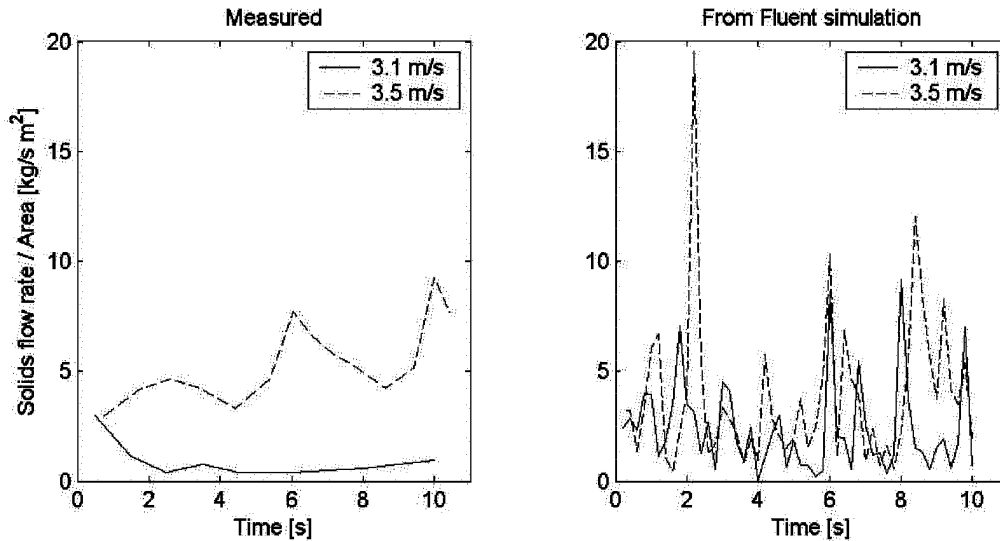 Measured
Solids flow rate / Area [kg/s m²]
20
15
10
5
0
3.1 m/s
3.5 m/s
0 2 4 6 8 10
Time [s]
From Fluent simulation
20
15
10
5
0
3.1 m/s
3.5 m/s
0 2 4 6 8 10
Time [s]